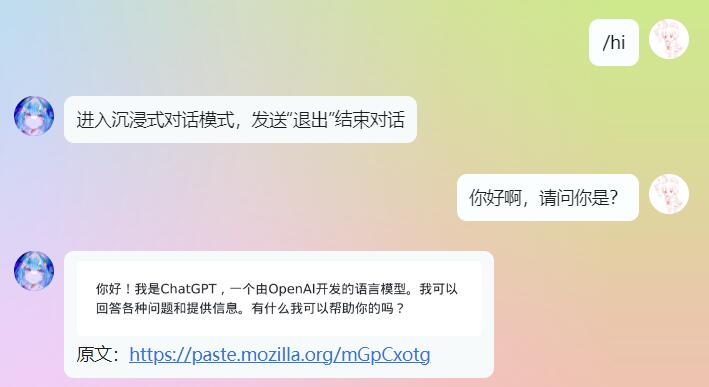 /hi
进入沉浸式对话模式，发送“退出”结束对话
你好啊，请问你是？
你好！我是ChatGPT，一个由OpenAI开发的语言模型。我可以
回答各种问题和提供信息。有什么我可以帮助你的吗？
原文：https://paste.mozilla.org/mGpCxotg